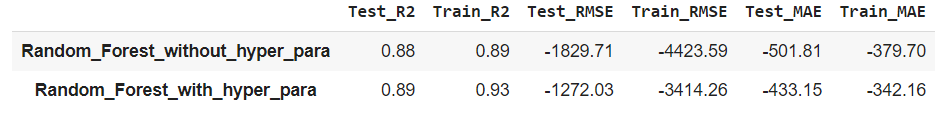 Test_R2 Train_R2 Test_RMSE Train_RMSE Test_MAE Train_MAE
Random_Forest_without_hyper_para 0.88 0.89 -1829.71 -4423.59 -501.81 -379.70
Random_Forest_with_hyper_para 0.89 0.93 -1272.03 -3414.26 -433.15 -342.16